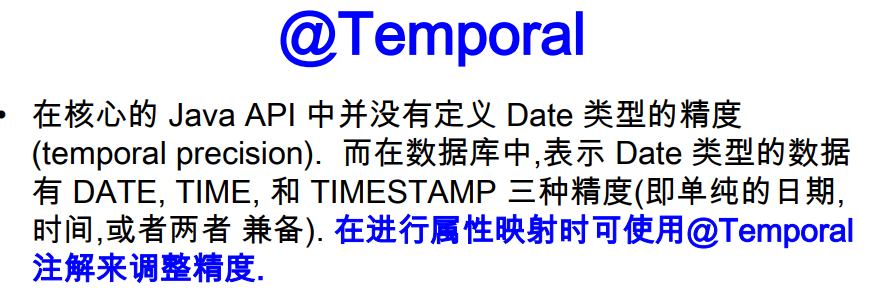 @Temporal
• 在核心的 Java API 中并没有定义 Date 类型的精度
(temporal precision). 而在数据库中,表示 Date 类型的数据
有 DATE, TIME, 和 TIMESTAMP 三种精度(即单纯的日期,
时间,或者两者 兼备). 在进行属性映射时可使用@Temporal
注解来调整精度.